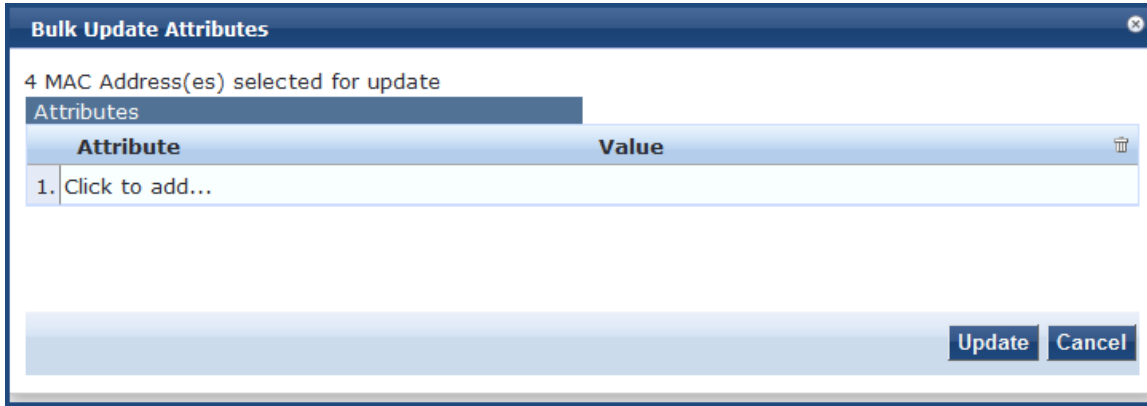 Bulk Update Attributes
4 MAC Address(es) selected for update
Attributes
Attribute Value
1. Click to add...
Update Cancel